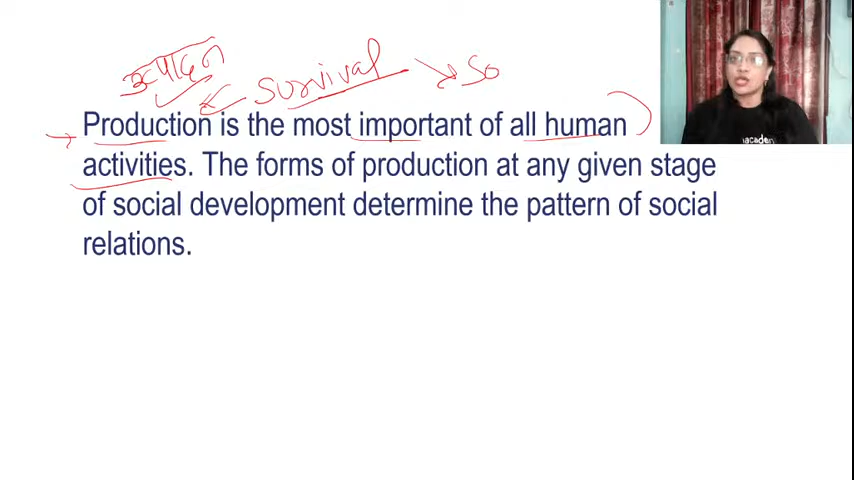 उत्पादन
survival
so
Production is the most important of all human
activities. The forms of production at any given stage
of social development determine the pattern of social
relations.
nacadem